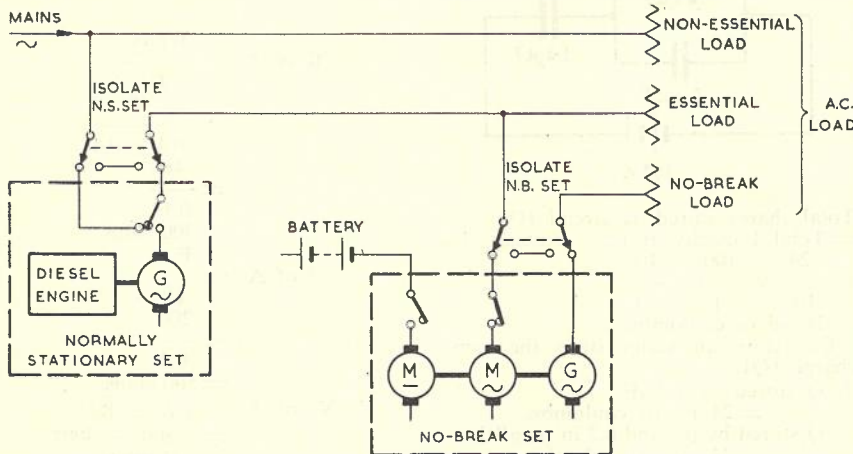 MAINS
NON-ESSENTIAL
LOAD
ISOLATE
N.S. SET
ESSENTIAL
LOAD
A.C.
LOAD
ISOLATE
N.B. SET
NO-BREAK
LOAD
BATTERY
DIESEL
ENGINE
G
NORMALLY
STATIONARY SET
M
M
G
NO-BREAK SET